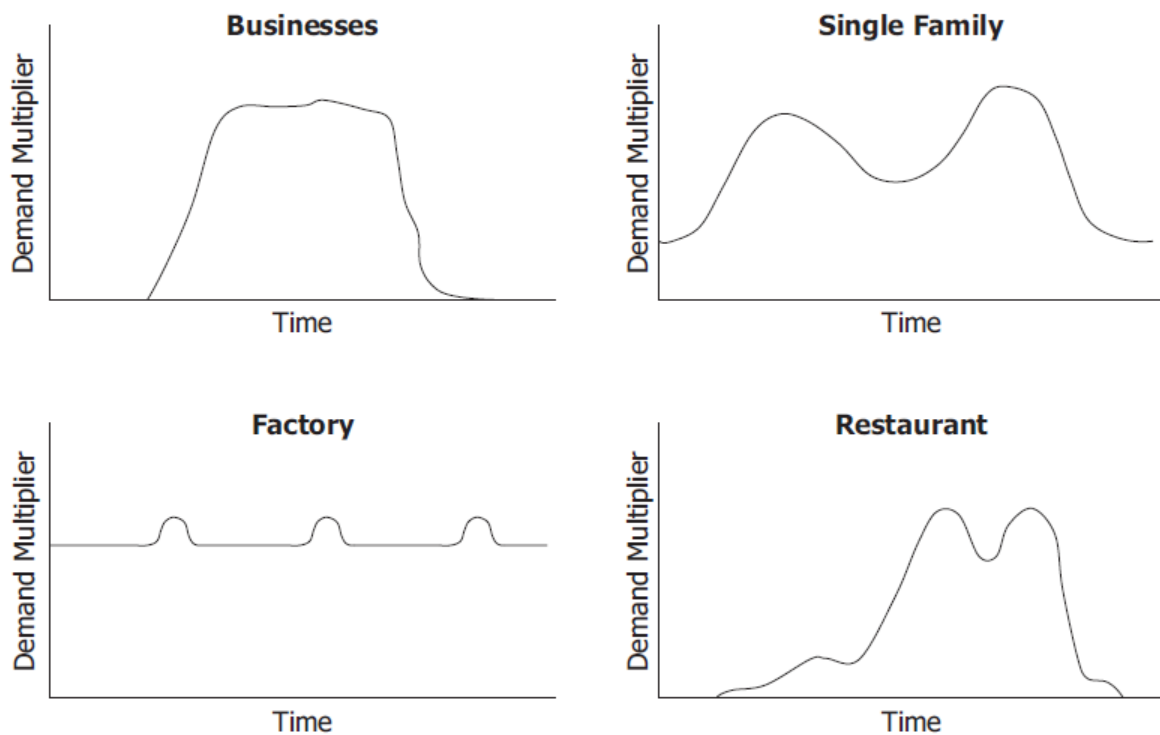 Businesses
Demand Multiplier
Time
Single Family
Demand Multiplier
Time
Factory
Demand Multiplier
Time
Restaurant
Demand Multiplier
Time